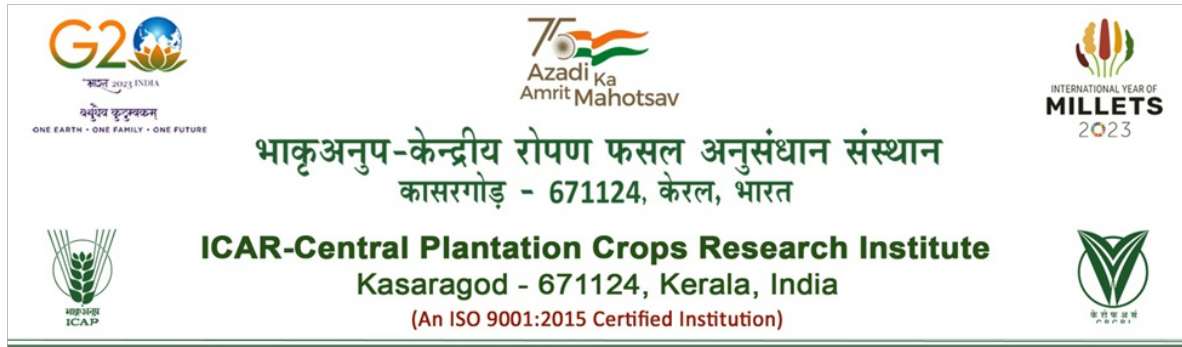 G20
भारत 2023 INDIA
वसुधैव कुटुम्बकम्
ONE EARTH • ONE FAMILY • ONE FUTURE
75
Azadi Ka
Amrit Mahotsav
INTERNATIONAL YEAR OF
MILLETS
2023
भाकृअनुप-केन्द्रीय रोपण फसल अनुसंधान संस्थान
कासरगोड़ - 671124, केरल, भारत
ICAR-Central Plantation Crops Research Institute
Kasaragod - 671124, Kerala, India
(An ISO 9001:2015 Certified Institution)
भाकृअनुप
ICAR
के रो फ अ सं
CPCRI